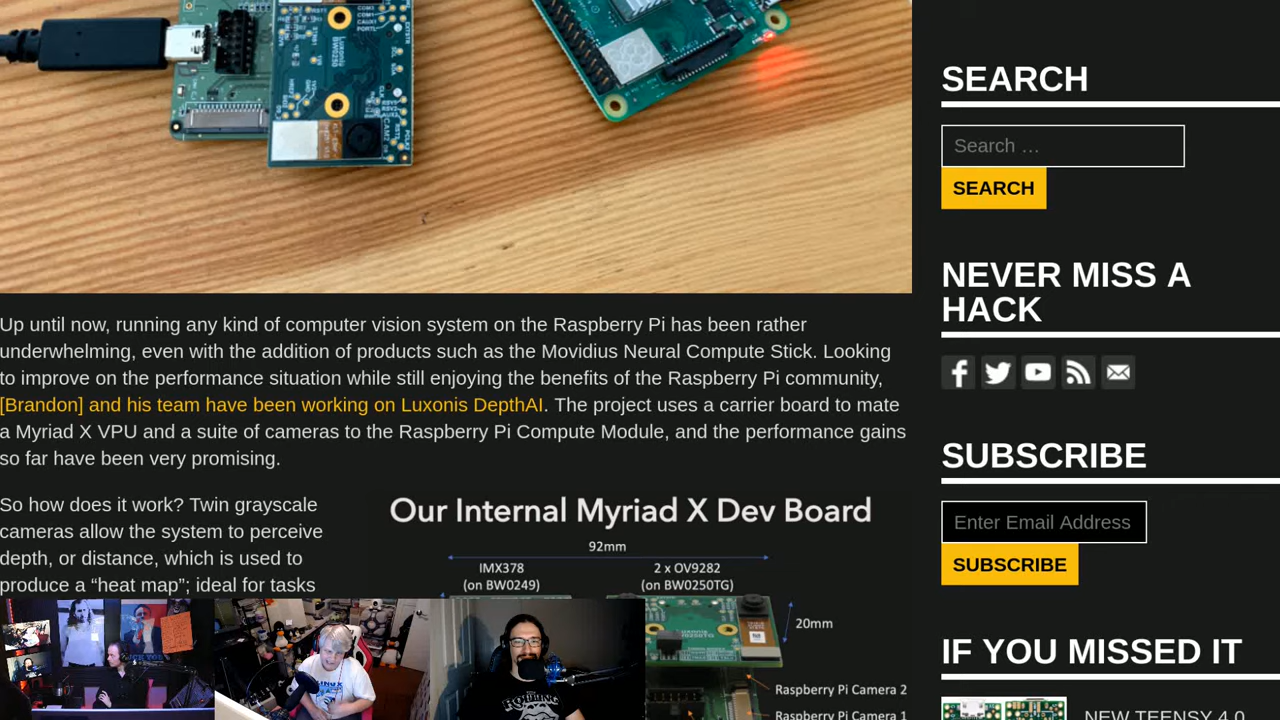 COM3
COM1
CAUX1
Luxonis
BW0250
SEARCH
Search …
SEARCH
NEVER MISS A
HACK
Up until now, running any kind of computer vision system on the Raspberry Pi has been rather
underwhelming, even with the addition of products such as the Movidius Neural Compute Stick. Looking
to improve on the performance situation while still enjoying the benefits of the Raspberry Pi community,
[Brandon] and his team have been working on Luxonis DepthAI. The project uses a carrier board to mate
a Myriad X VPU and a suite of cameras to the Raspberry Pi Compute Module, and the performance gains
so far have been very promising.
SUBSCRIBE
Enter Email Address
SUBSCRIBE
So how does it work? Twin grayscale
cameras allow the system to perceive
depth, or distance, which is used to
produce a “heat map”; ideal for tasks
Our Internal Myriad X Dev Board
92mm
IMX378
(on BW0249)
2 x OV9282
(on BW0250TG)
20mm
Raspberry Pi Camera 2
Raspberry Pi Camera 1
IF YOU MISSED IT
NEW TEENSY 4.0